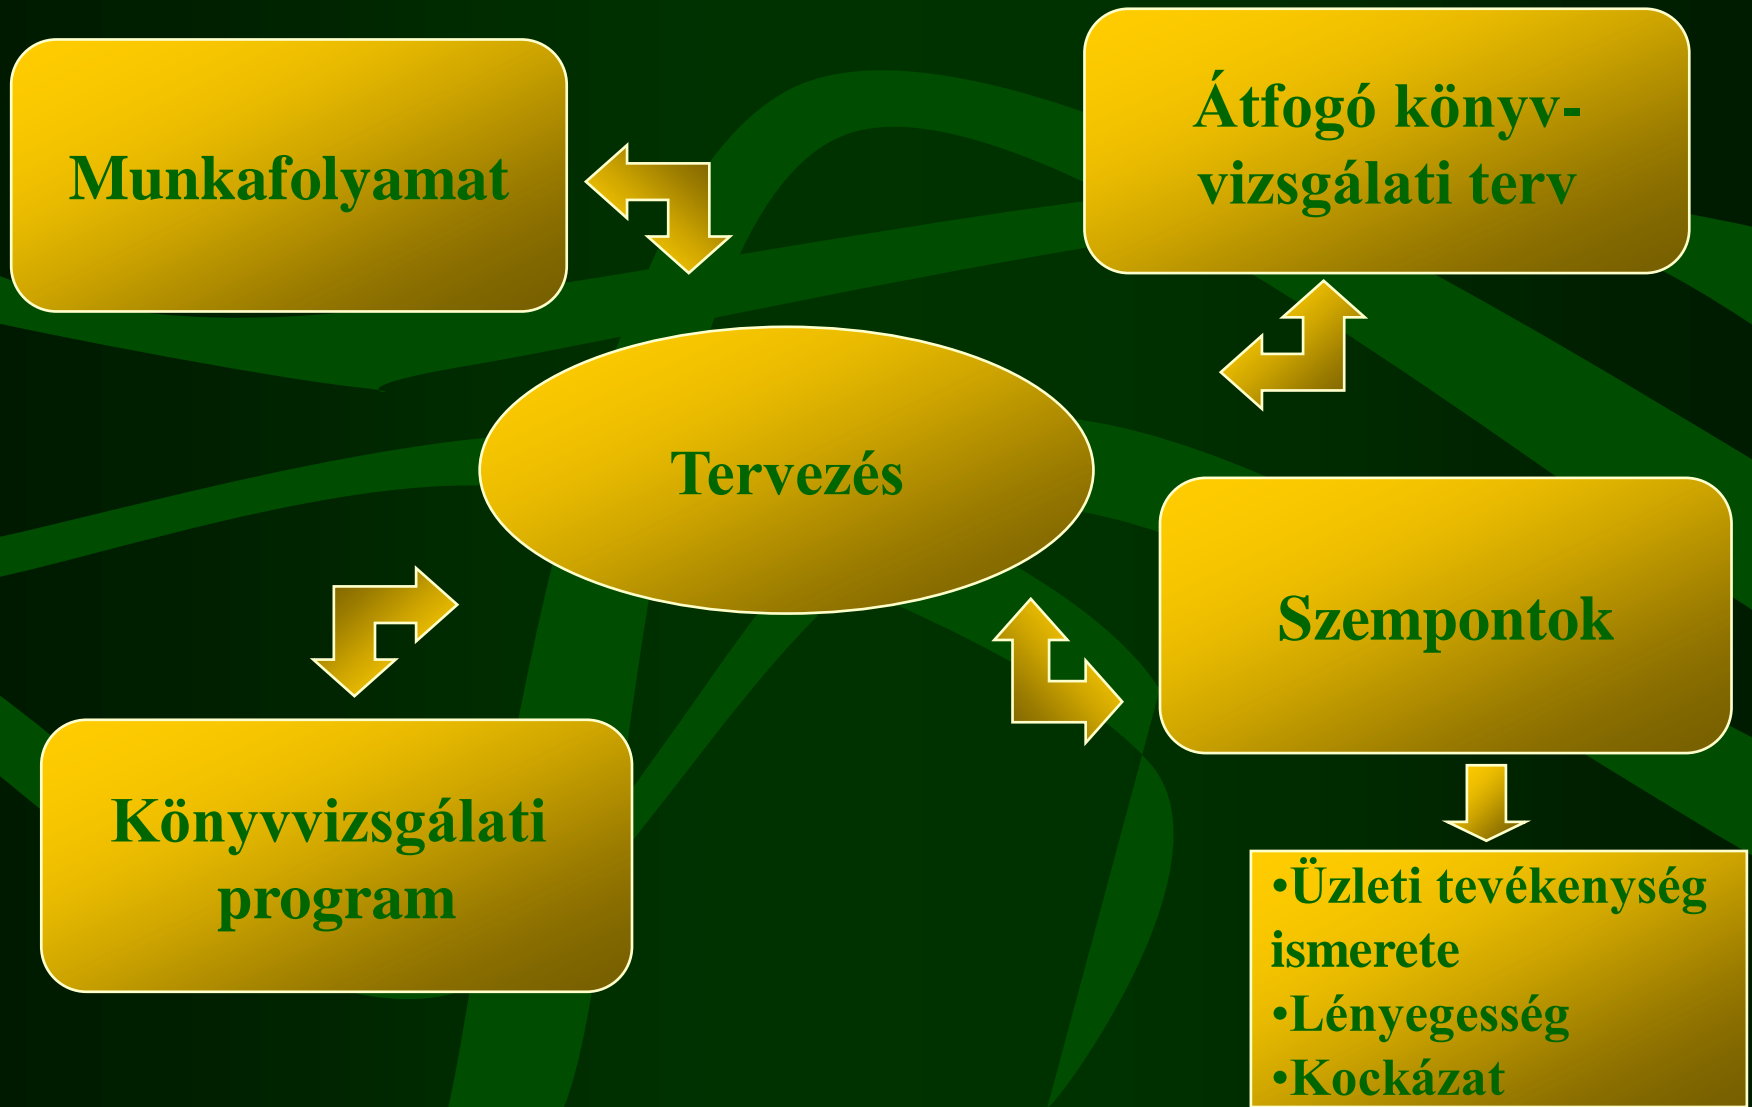 Munkafolyamat
Átfogó könyv-
vizsgálati terv
Tervezés
Szempontok
Könyvvizsgálati
program
•Üzleti tevékenység
ismerete
•Lényegesség
•Kockázat